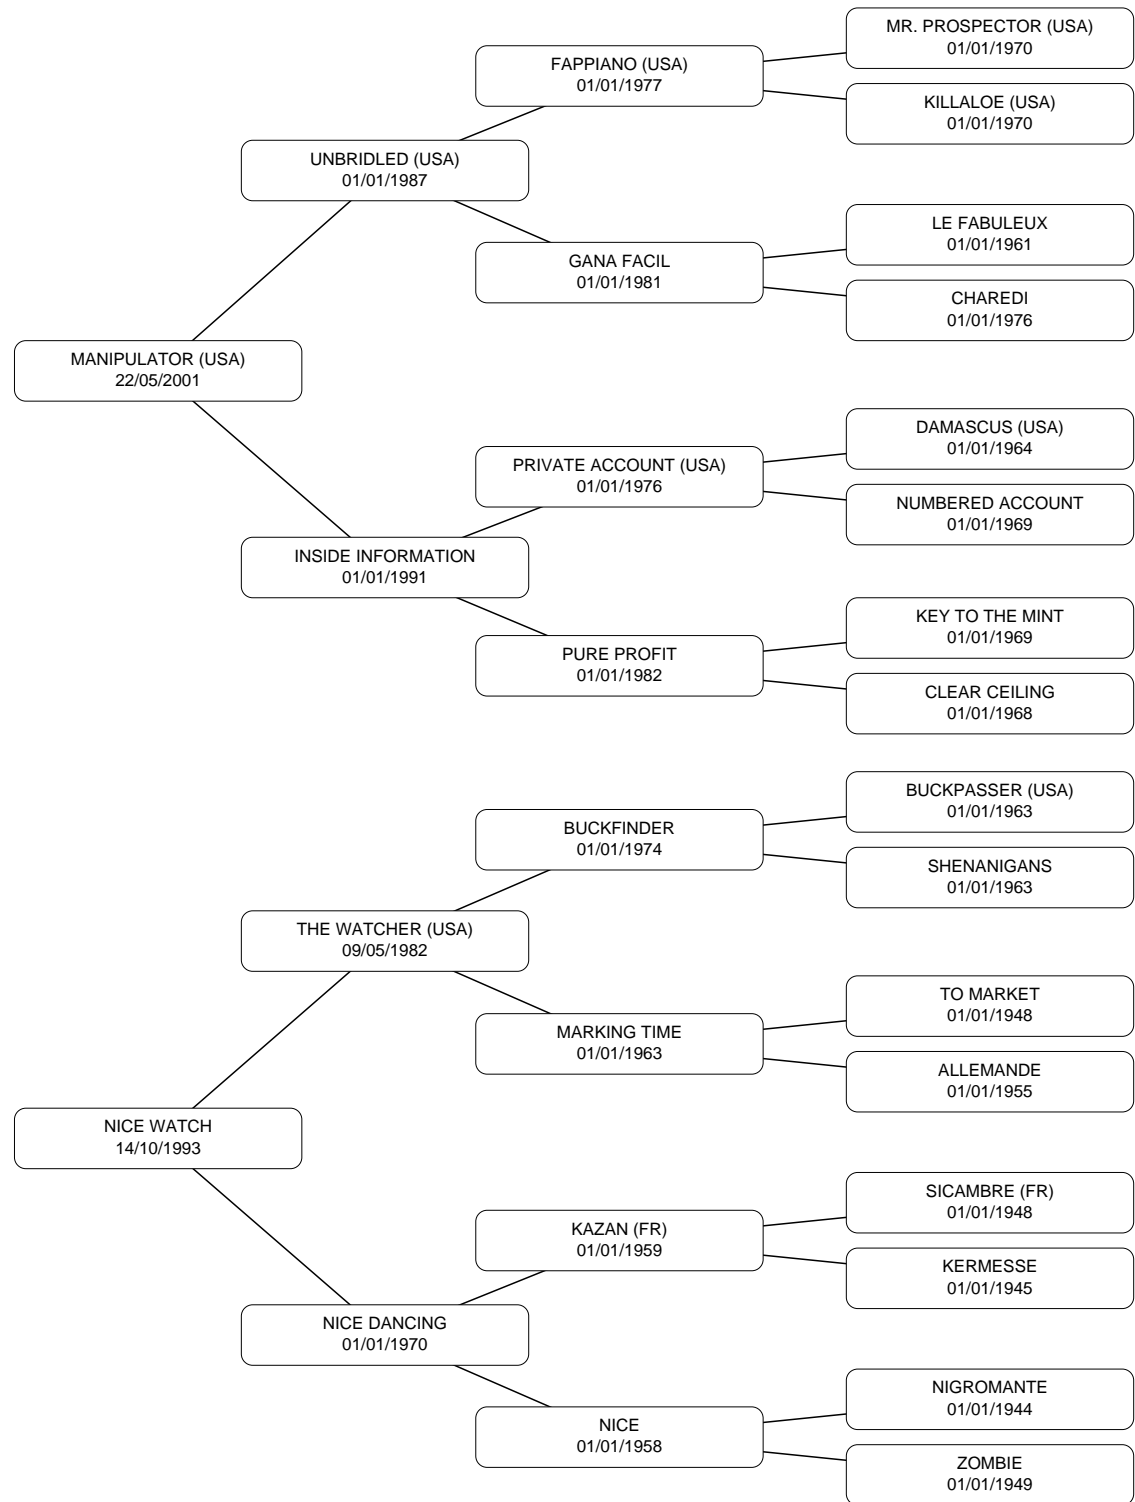 MR. PROSPECTOR (USA)
01/01/1970
FAPPIANO (USA)
01/01/1977
KILLALOE (USA)
01/01/1970
UNBRIDLED (USA)
01/01/1987
LE FABULEUX
01/01/1961
GANA FACIL
01/01/1981
CHAREDI
01/01/1976
MANIPULATOR (USA)
22/05/2001
DAMASCUS (USA)
01/01/1964
PRIVATE ACCOUNT (USA)
01/01/1976
NUMBERED ACCOUNT
01/01/1969
INSIDE INFORMATION
01/01/1991
KEY TO THE MINT
01/01/1969
PURE PROFIT
01/01/1982
CLEAR CEILING
01/01/1968
BUCKPASSER (USA)
01/01/1963
BUCKFINDER
01/01/1974
SHENANIGANS
01/01/1963
THE WATCHER (USA)
09/05/1982
TO MARKET
01/01/1948
MARKING TIME
01/01/1963
ALLEMANDE
01/01/1955
NICE WATCH
14/10/1993
SICAMBRE (FR)
01/01/1948
KAZAN (FR)
01/01/1959
KERMESSE
01/01/1945
NICE DANCING
01/01/1970
NIGROMANTE
01/01/1944
NICE
01/01/1958
ZOMBIE
01/01/1949